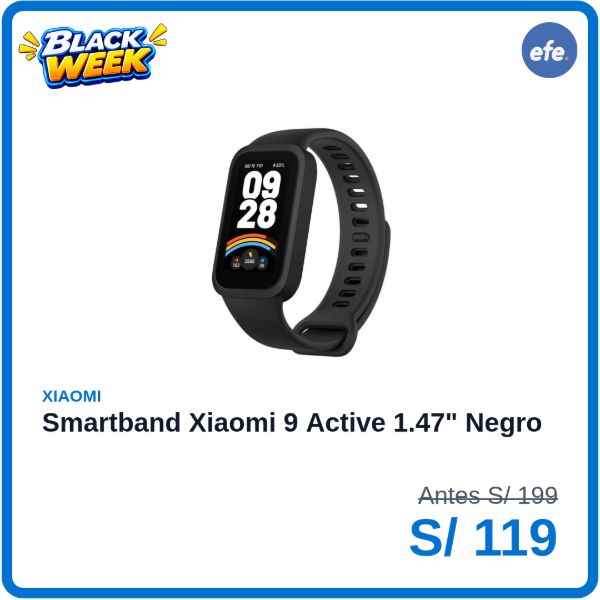 BLACK
WEEK
efe.
09
28
XIAOMI
Smartband Xiaomi 9 Active 1.47" Negro
Antes S/ 199
S/ 119